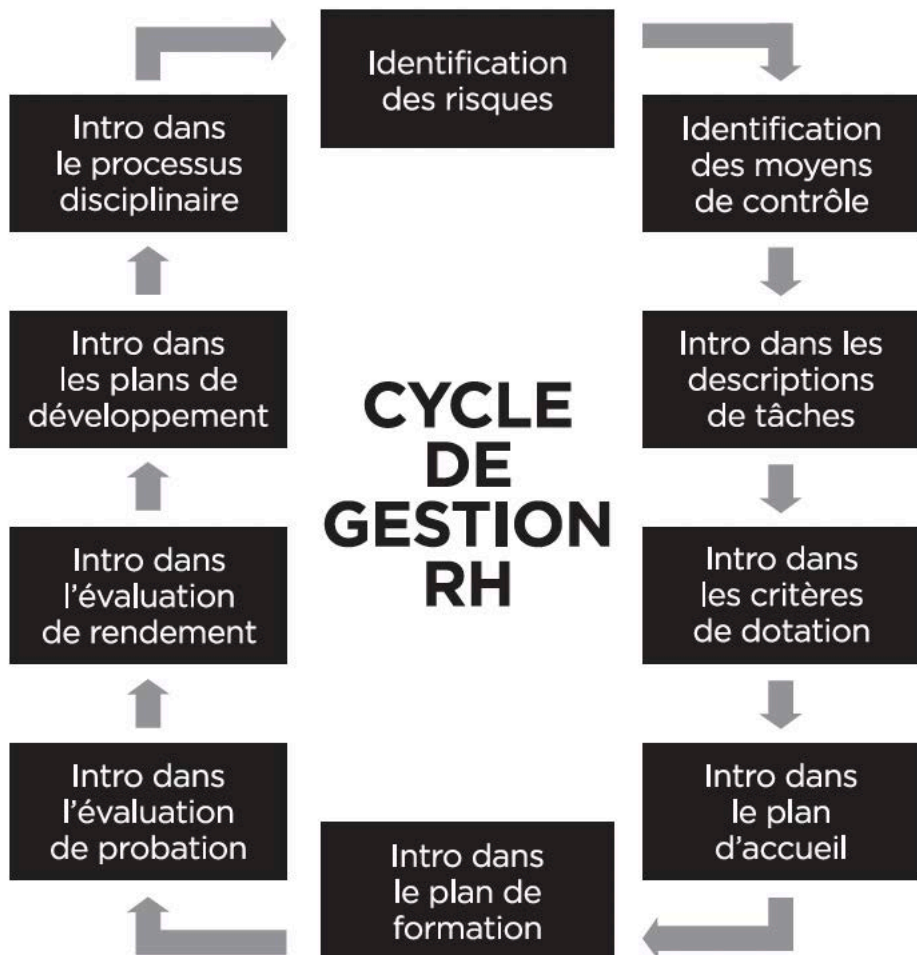 Identification
des risques
Identification
des moyens
de contrôle
Intro dans les
descriptions
de tâches
Intro dans
les critères
de dotation
Intro dans
le plan
d'accueil
Intro dans
le plan de
formation
Intro dans
l'évaluation
de probation
Intro dans
l'évaluation
de rendement
Intro dans
les plans de
développement
Intro dans
le processus
disciplinaire
CYCLE
DE
GESTION
RH